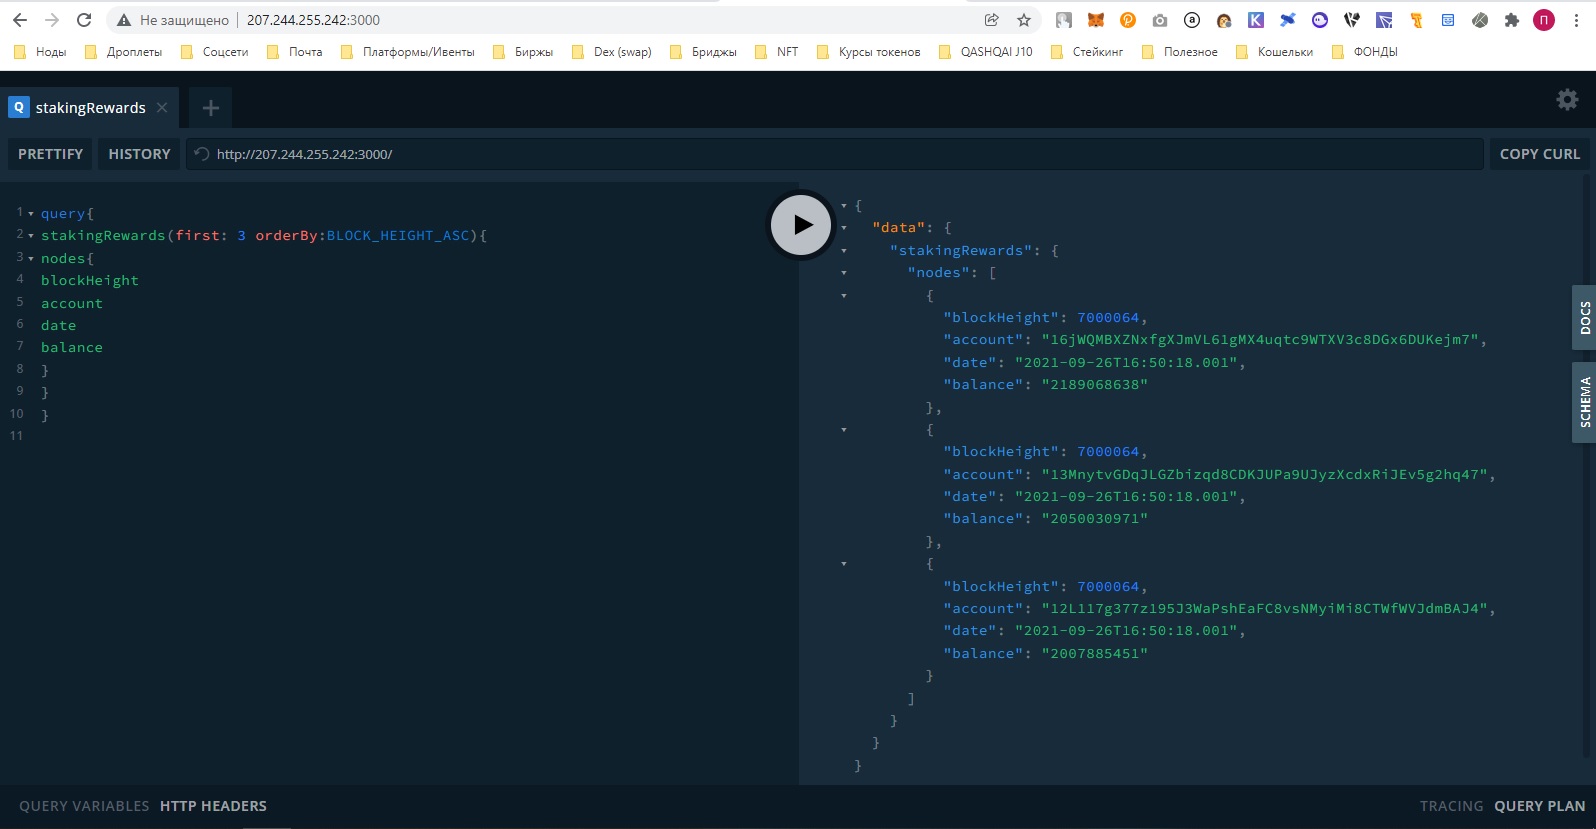 Не защищено 207.244.255.242:3000
Ноды Дроплеты Соцсети Почта Платформы/Ивенты Биржы Dex (swap) Бриджы NFT Курсы токенов QASHQAI J10 Стейкинг Полезное Кошельки ФОНДЫ
Q stakingRewards
PRETTIFY HISTORY http://207.244.255.242:3000/ COPY CURL
1 query{
2 stakingRewards(first: 3 orderBy:BLOCK_HEIGHT_ASC){
3 nodes{
4 blockHeight
5 account
6 date
7 balance
8 }
9 }
10 }
11
{
"data": {
"stakingRewards": {
"nodes": [
{
"blockHeight": 7000064,
"account": "16jWQMBXZNxfgXJmVL61gMX4uqtc9WTXV3c8DGx6DUKejm7",
"date": "2021-09-26T16:50:18.001",
"balance": "2189068638"
},
{
"blockHeight": 7000064,
"account": "13MnytvGDqJLGZbizqd8CDKJUPa9UJyzXcdxRiJEv5g2hq47",
"date": "2021-09-26T16:50:18.001",
"balance": "2050030971"
},
{
"blockHeight": 7000064,
"account": "12L117g377z195J3WaPshEaFC8vsNMyiMi8CTWfWVJdmBAJ4",
"date": "2021-09-26T16:50:18.001",
"balance": "2007885451"
}
]
}
}
}
DOCS
SCHEMA
QUERY VARIABLES HTTP HEADERS TRACING QUERY PLAN